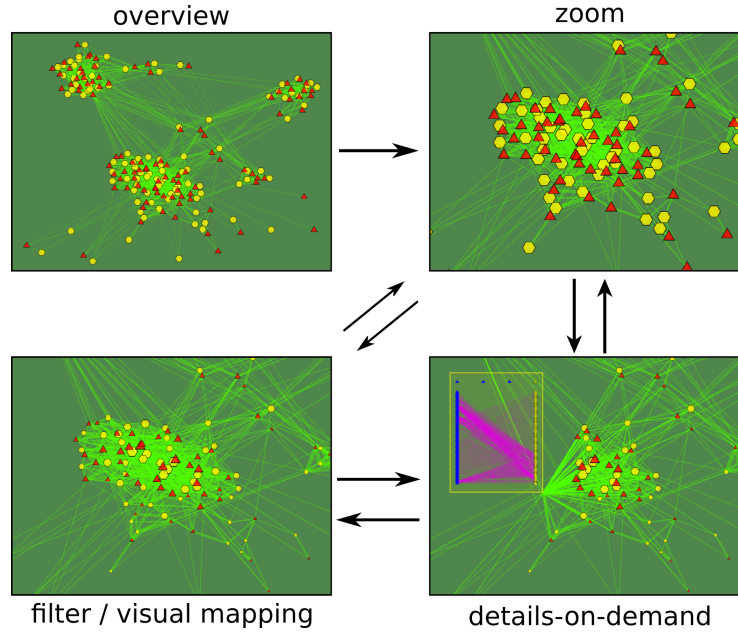 overview
zoom
filter / visual mapping
details-on-demand